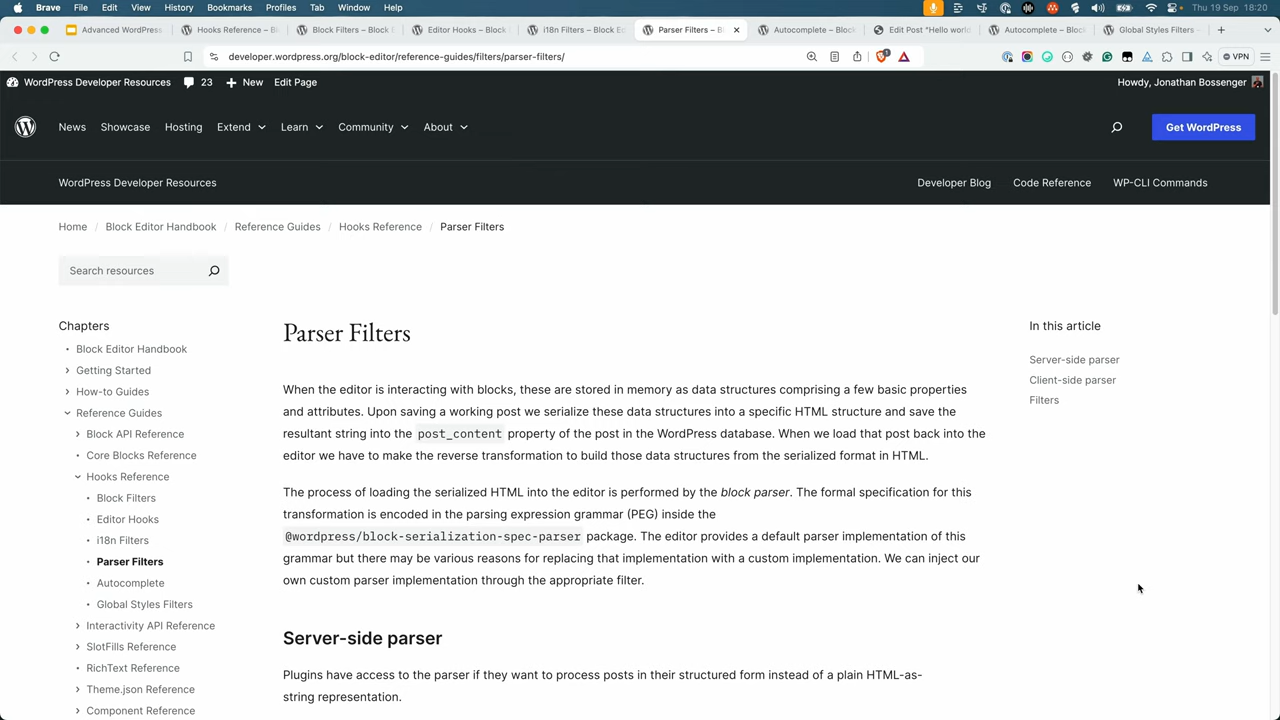 Brave File Edit View History Bookmarks Profiles Tab Window Help
Thu 19 Sep 18:20
Advanced WordPress
Hooks Reference – B
Block Filters – Block
Editor Hooks – Block
i18n Filters – Block Ed
Parser Filters – B
Autocomplete – Block
Edit Post "Hello world
Autocomplete – Block
Global Styles Filters
developer.wordpress.org/block-editor/reference-guides/filters/parser-filters/
1
VPN
WordPress Developer Resources 23 New Edit Page
Howdy, Jonathan Bossenger
News Showcase Hosting Extend Learn Community About
Get WordPress
WordPress Developer Resources
Developer Blog Code Reference WP-CLI Commands
Home / Block Editor Handbook / Reference Guides / Hooks Reference / Parser Filters
Search resources
Chapters
Block Editor Handbook
Getting Started
How-to Guides
Reference Guides
Block API Reference
Core Blocks Reference
Hooks Reference
Block Filters
Editor Hooks
i18n Filters
Parser Filters
Autocomplete
Global Styles Filters
Interactivity API Reference
SlotFills Reference
RichText Reference
Theme.json Reference
Component Reference
Parser Filters
When the editor is interacting with blocks, these are stored in memory as data structures comprising a few basic properties
and attributes. Upon saving a working post we serialize these data structures into a specific HTML structure and save the
resultant string into the post_content property of the post in the WordPress database. When we load that post back into the
editor we have to make the reverse transformation to build those data structures from the serialized format in HTML.
The process of loading the serialized HTML into the editor is performed by the block parser. The formal specification for this
transformation is encoded in the parsing expression grammar (PEG) inside the
@wordpress/block-serialization-spec-parser package. The editor provides a default parser implementation of this
grammar but there may be various reasons for replacing that implementation with a custom implementation. We can inject our
own custom parser implementation through the appropriate filter.
Server-side parser
Plugins have access to the parser if they want to process posts in their structured form instead of a plain HTML-as-
string representation.
In this article
Server-side parser
Client-side parser
Filters